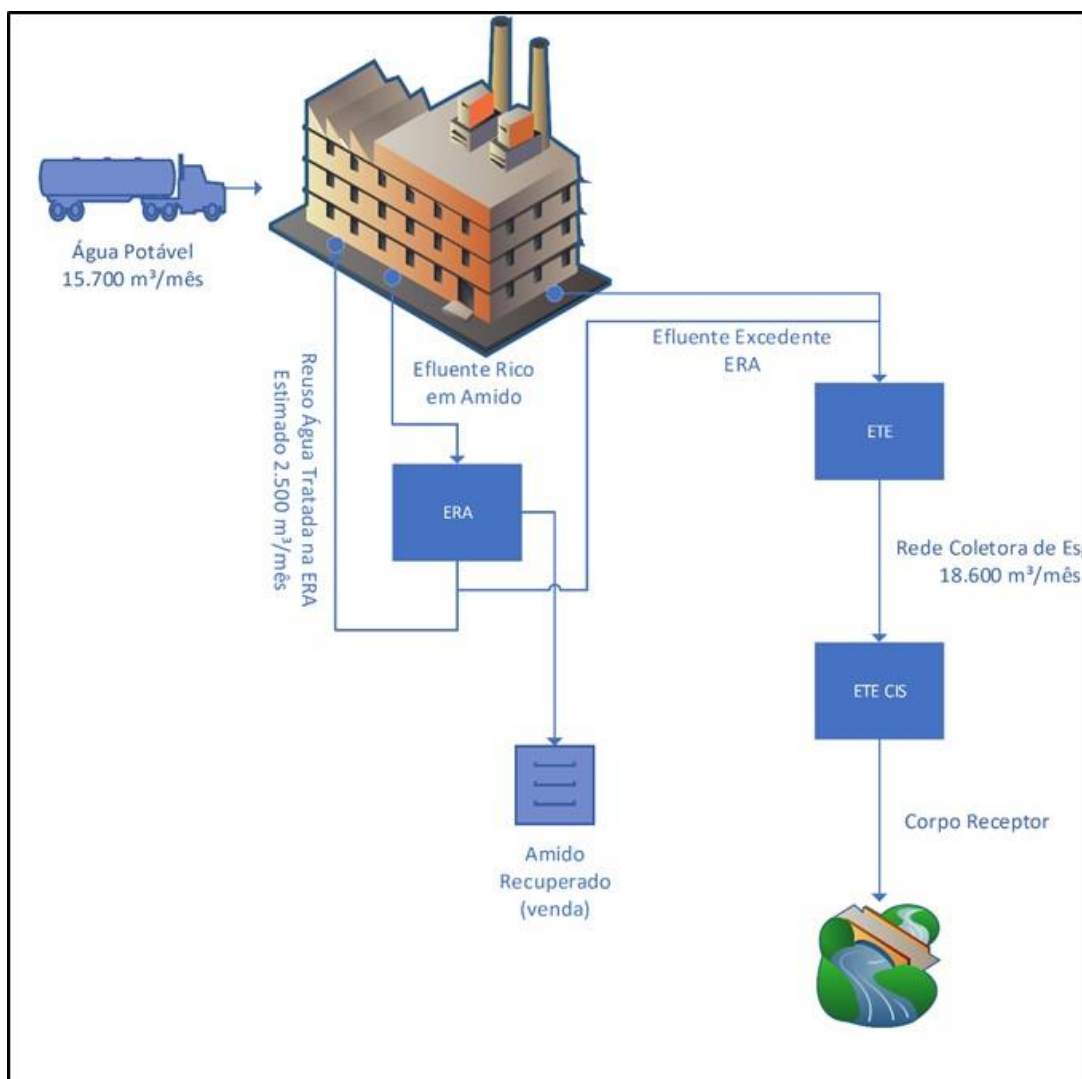 Água Potável
15.700 m³/mês
Reuso Água Tratada na ERA
Estimado 2.500 m³/mês
Efluente Rico
em Amido
Efluente Excedente
ERA
ETE
ERA
Rede Coletora de Es
18.600 m³/mês
ETE CIS
Amido
Recuperado
(venda)
Corpo Receptor